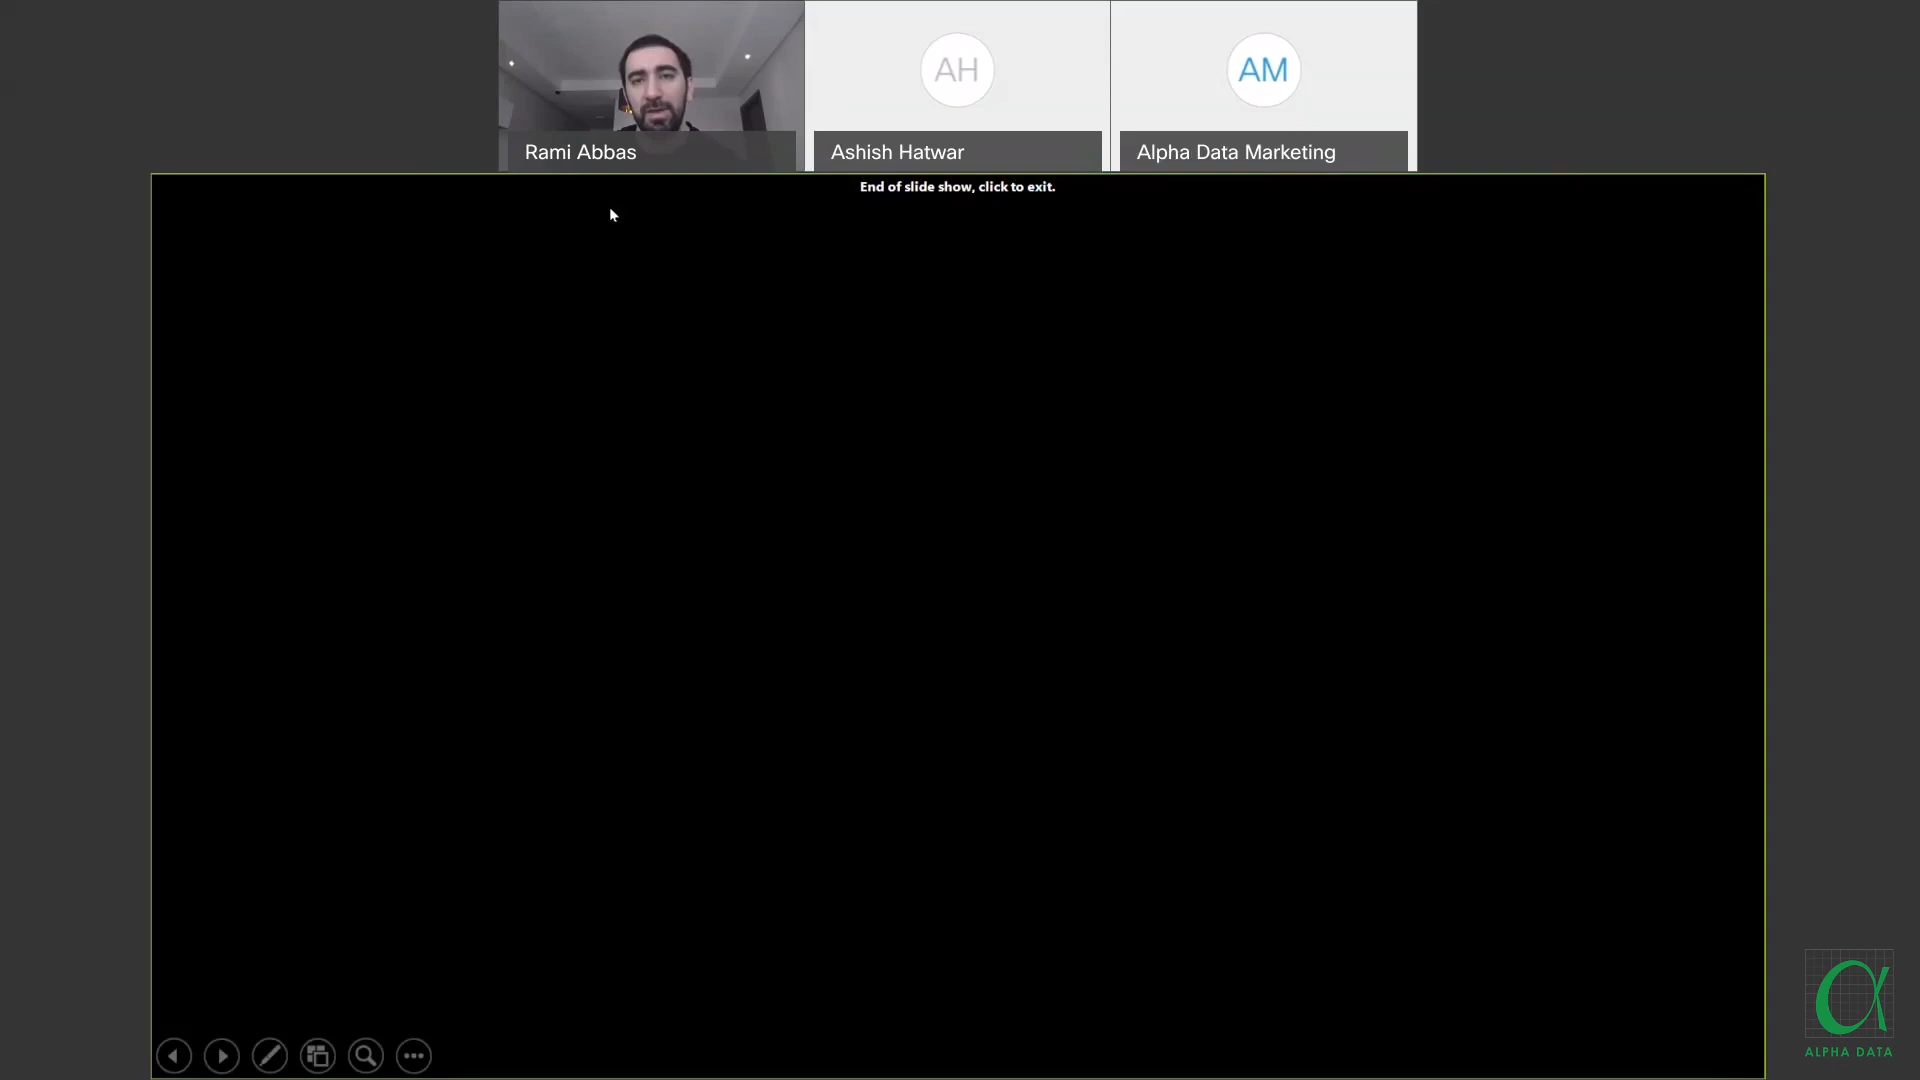 AH
AM
Rami Abbas
Ashish Hatwar
Alpha Data Marketing
End of slide show, click to exit.
ALPHA DATA